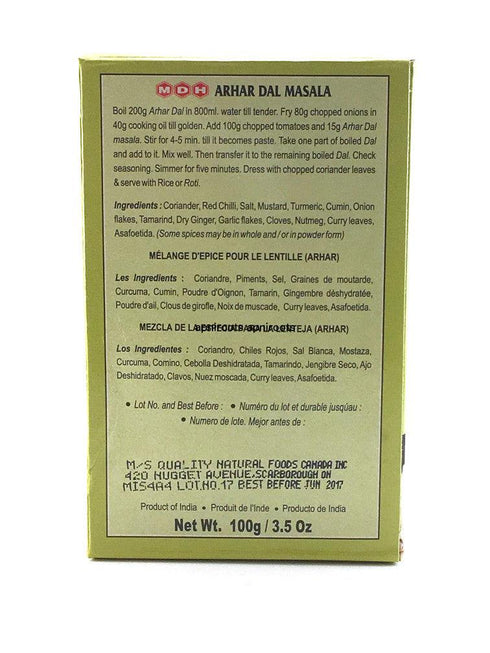 MDH ARHAR DAL MASALA
Boil 200g Arhar Dal in 800ml. water till tender. Fry 80g chopped onions in
40g cooking oil till golden. Add 100g chopped tomatoes and 15g Arhar Dal
masala. Stir for 4-5 min. till it becomes paste. Take one part of boiled Dal
and add to it. Mix well. Then transfer it to the remaining boiled Dal. Check
seasoning. Simmer for five minutes. Dress with chopped coriander leaves
& serve with Rice or Roti.
Ingredients : Coriander, Red Chilli, Salt, Mustard, Turmeric, Cumin, Onion
flakes, Tamarind, Dry Ginger, Garlic flakes, Cloves, Nutmeg, Curry leaves,
Asafoetida. (Some spices may be in whole and / or in powder form)
MÉLANGE D'EPICE POUR LE LENTILLE (ARHAR)
Les Ingredients : Coriandre, Piments, Sel, Graines de moutarde,
Curcuma, Cumin, Poudre d'Oignon, Tamarin, Gingembre déshydratée,
Poudre d'ail, Clous de girofle, Noix de muscade, Curry leaves, Asafoetida.
MEZCLA DE LA LENTEJA (ARHAR)
Los Ingredientes : Coriandro, Chiles Rojos, Sal Blanca, Mostaza,
Curcuma, Comino, Cebolla Deshidratada, Tamarindo, Jengibre Seco, Ajo
Deshidratado, Clavos, Nuez moscada, Curry leaves, Asafoetida.
• Lot No. and Best Before : • Numéro du lot et durable jusqúau :
• Numero de lote. Mejor antes de :
M/S QUALITY NATURAL FOODS CANADA INC
420 NUGGET AVENUE.SCARBOROUGH ON
MIS4A4 LOT.NO.17 BEST BEFORE JUN 2017
Product of India • Produit de l'Inde • Producto de India
Net Wt. 100g / 3.5 Oz